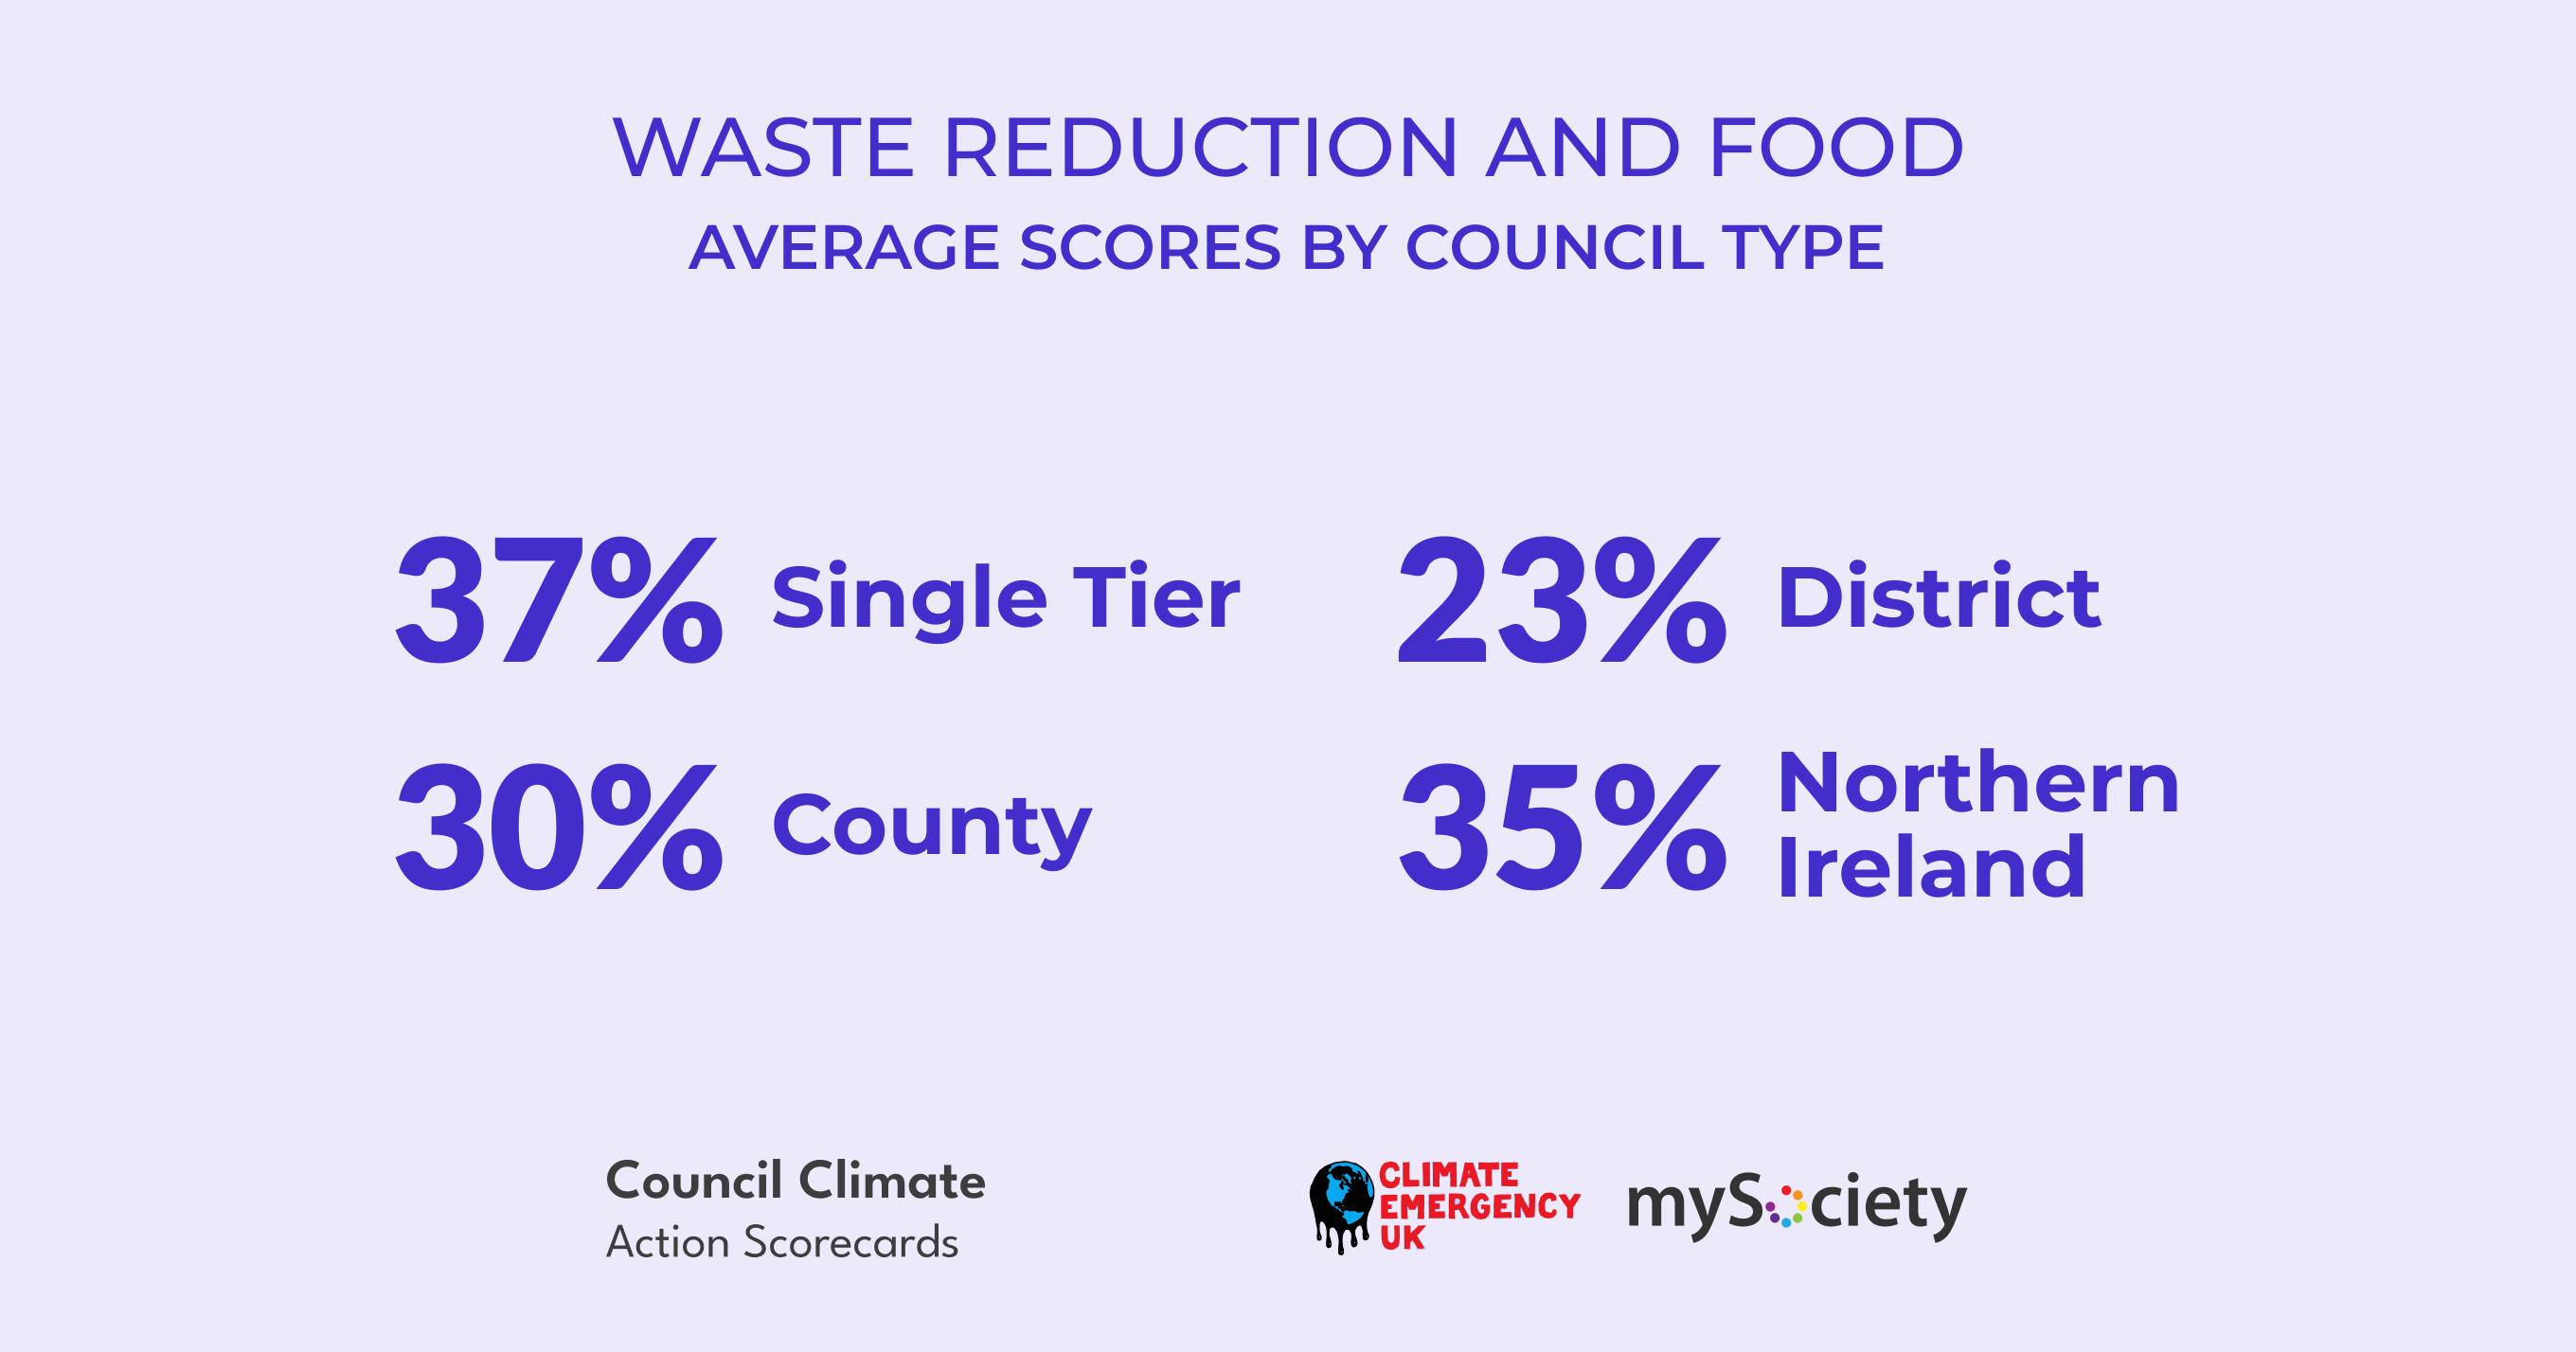 WASTE REDUCTION AND FOOD
AVERAGE SCORES BY COUNCIL TYPE
37% Single Tier
23% District
30% County
35% Northern
Ireland
Council Climate
Action Scorecards
CLIMATE
EMERGENCY
UK
mySociety